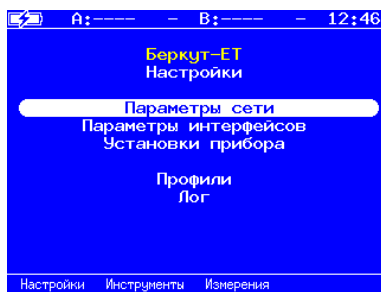 A:---- – B:---- – 12:46
Беркут-ET
Настройки
Параметры сети
Параметры интерфейсов
Установки прибора
Профили
Лог
Настройки Инструменты Измерения